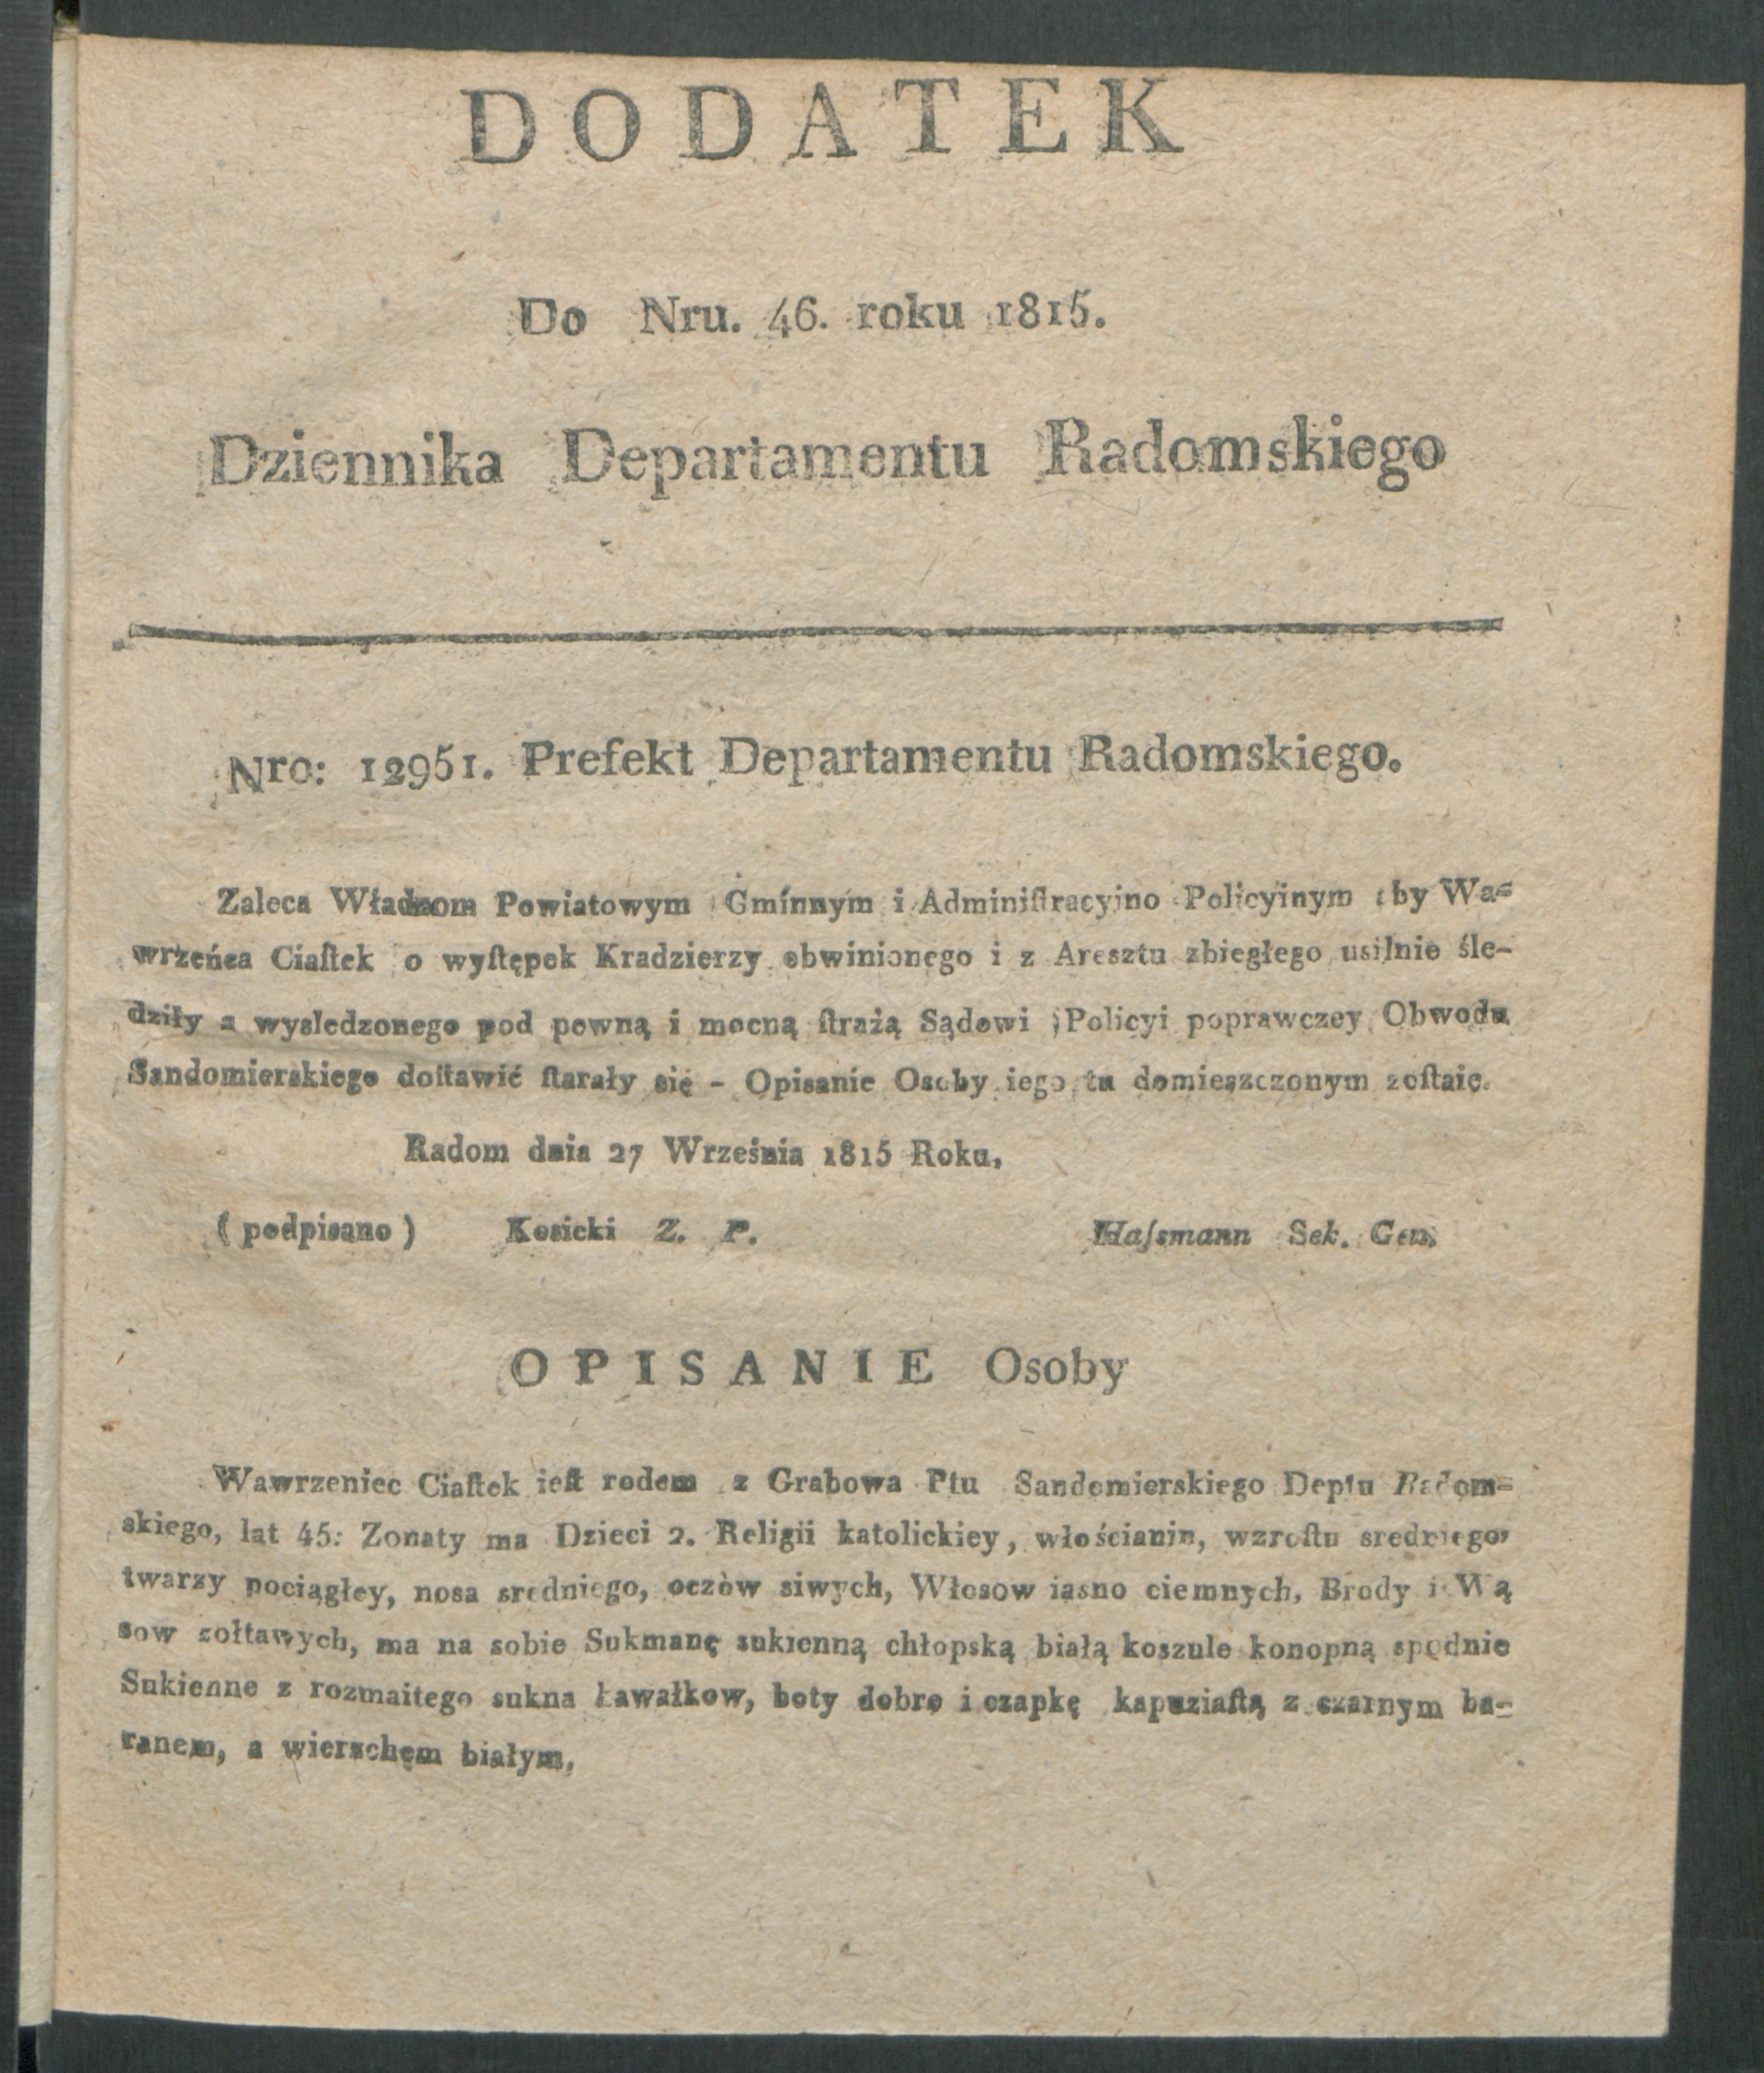 DODATEK
Do Nru. 46. roku 1815.
Dziennika Departamentu Radomskiego
Nro: 12951. Prefekt Departamentu Radomskiego.
Zaleca Władzom Powiatowym Gmínnym i Adminiſtracyino Policyinym aby Wa=
wrzeńca Ciaſtek o wyſtępek Kradzierzy obwinionego i z Aresztu zbiegłego usilnie śle-
dziły a wysledzonego pod pewną i mocną ſtrażą Sądowi Policyi poprawczey Obwodu
Sandomierskiego doſtawić ſtarały się - Opisanie Osoby iego tu domieszczonym zoſtaie.
Radom dnia 27 Września 1815 Roku,
(podpisano) Kosicki Z. P. Haſsmann Sek. Gen.
OPISANIE Osoby
Wawrzeniec Ciaſtek ieſt rodem z Grabowa Ptu Sandomierskiego Deptu Radom=
skiego, lat 45: Zonaty ma Dzieci 2. Religii katolickiey, włościanin, wzroſtu sredniego,
twarzy pociągłey, nosa sredniego, oczòw siwych, Włosow iasno ciemnych, Brody i Wą
sow zołtawych, ma na sobie Sukmanę sukienną chłopską białą koszule konopną spodnie
Sukienne z rozmaitego sukna kawałkow, boty dobre i czapkę kapuziaſtą z czarnym ba-
ranem, a wierzchem białym,